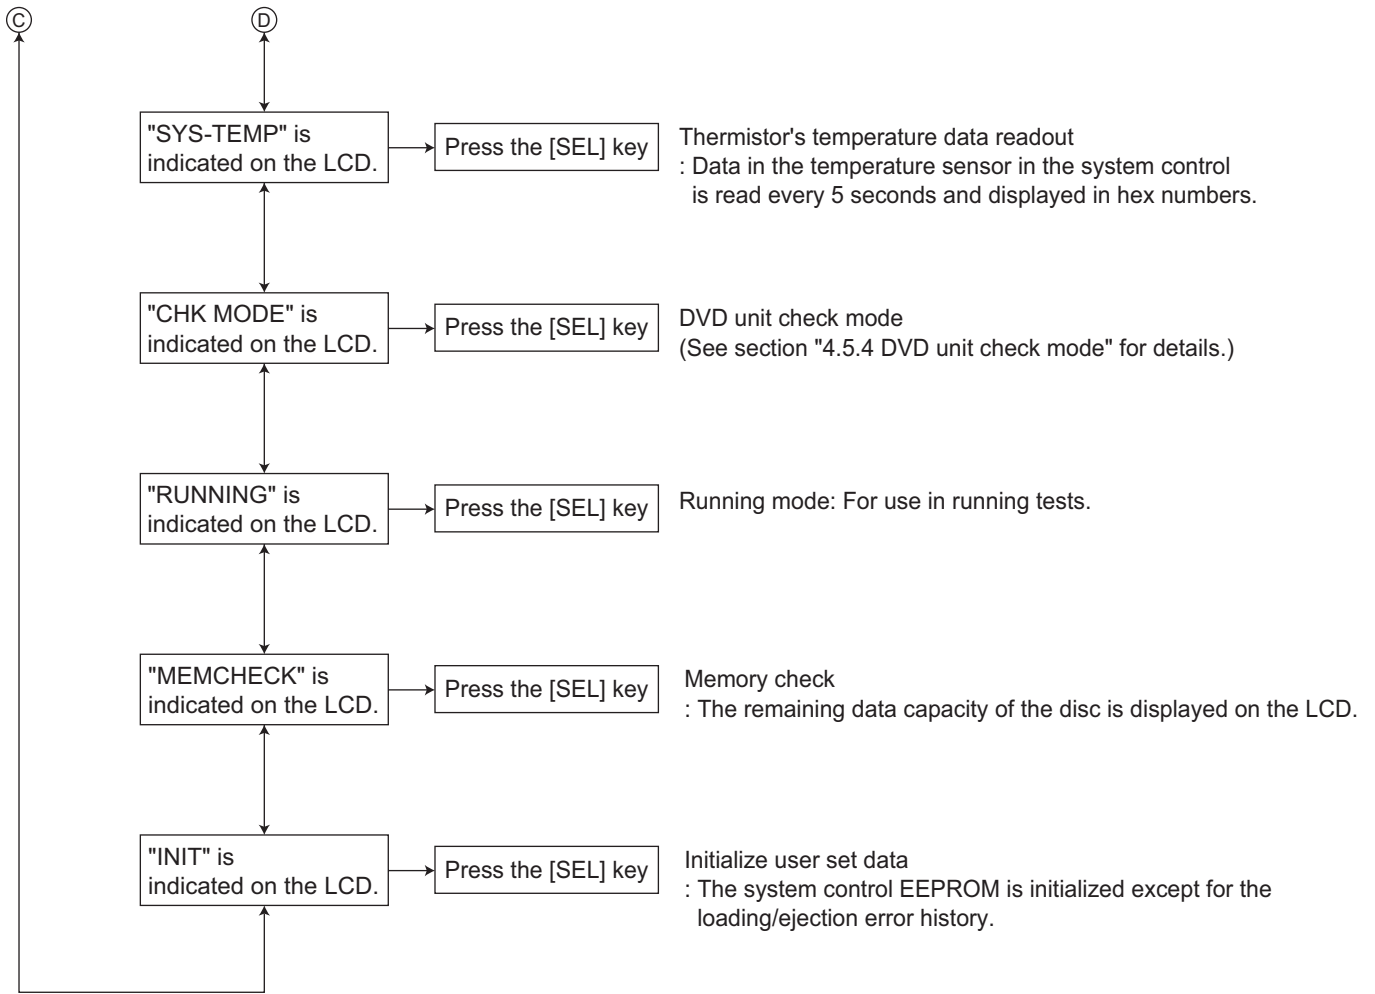 C
D
"SYS-TEMP" is
indicated on the LCD.
Press the [SEL] key
Thermistor's temperature data readout
: Data in the temperature sensor in the system control
is read every 5 seconds and displayed in hex numbers.
"CHK MODE" is
indicated on the LCD.
Press the [SEL] key
DVD unit check mode
(See section "4.5.4 DVD unit check mode" for details.)
"RUNNING" is
indicated on the LCD.
Press the [SEL] key
Running mode: For use in running tests.
"MEMCHECK" is
indicated on the LCD.
Press the [SEL] key
Memory check
: The remaining data capacity of the disc is displayed on the LCD.
"INIT" is
indicated on the LCD.
Press the [SEL] key
Initialize user set data
: The system control EEPROM is initialized except for the
loading/ejection error history.